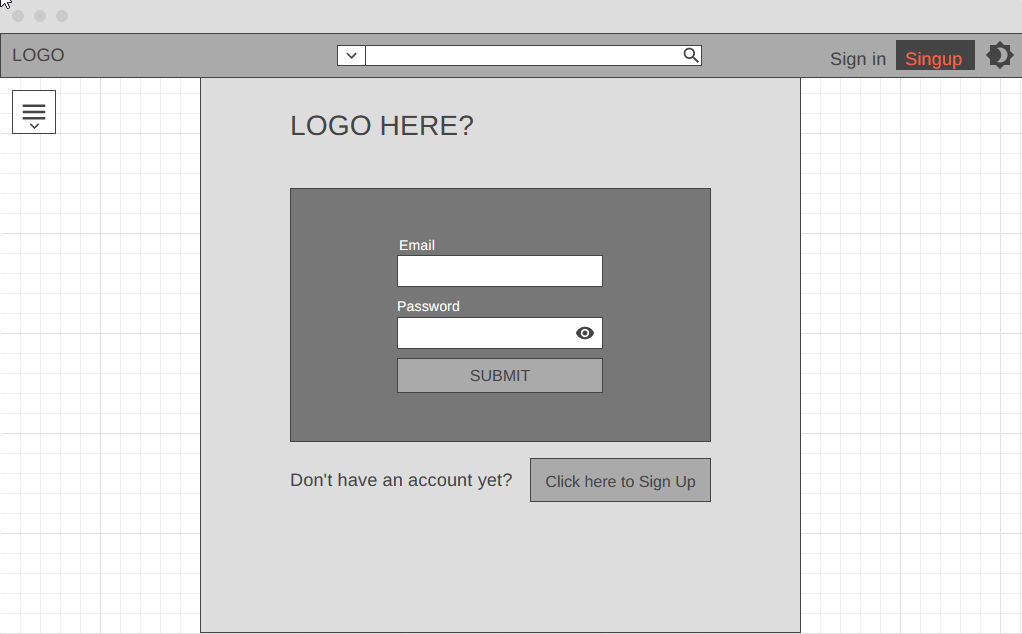 LOGO
Sign in
Singup
LOGO HERE?
Email
Password
SUBMIT
Don't have an account yet?
Click here to Sign Up